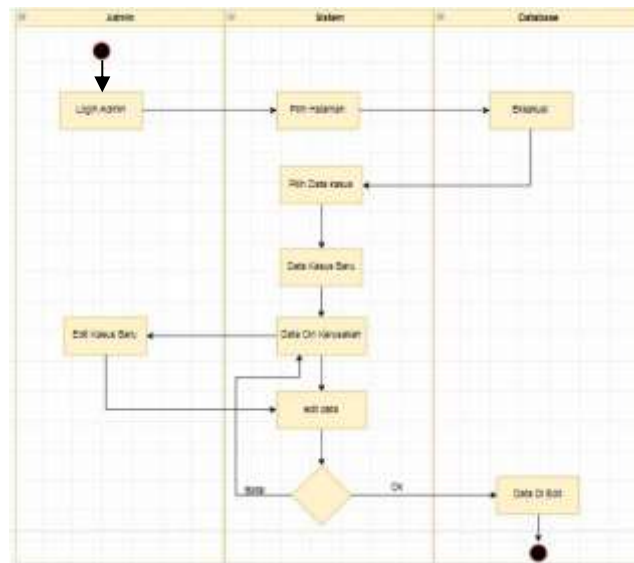 Admin
Sistem
Database
Login Admin
Pilih Halaman
Eksekusi
Pilih Data Kasus
Data Kasus Baru
Edit Kasus Baru
Data Ciri Kerusakan
edit data
Ok
Data Di Edit